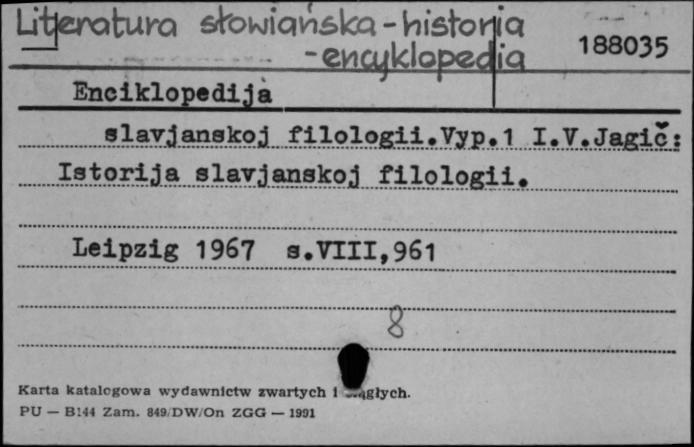 Literatura słowiańska - historia
- encyklopedia
188035
Enciklopedija
slavjanskoj filologii.Vyp.1 I.V.Jagič:
Istorija slavjanskoj filologii.
Leipzig 1967 s.VIII,961
8
Karta katalogowa wydawnictw zwartych i
PU — B144 Zam. 849/DW/On ZGG — 1991